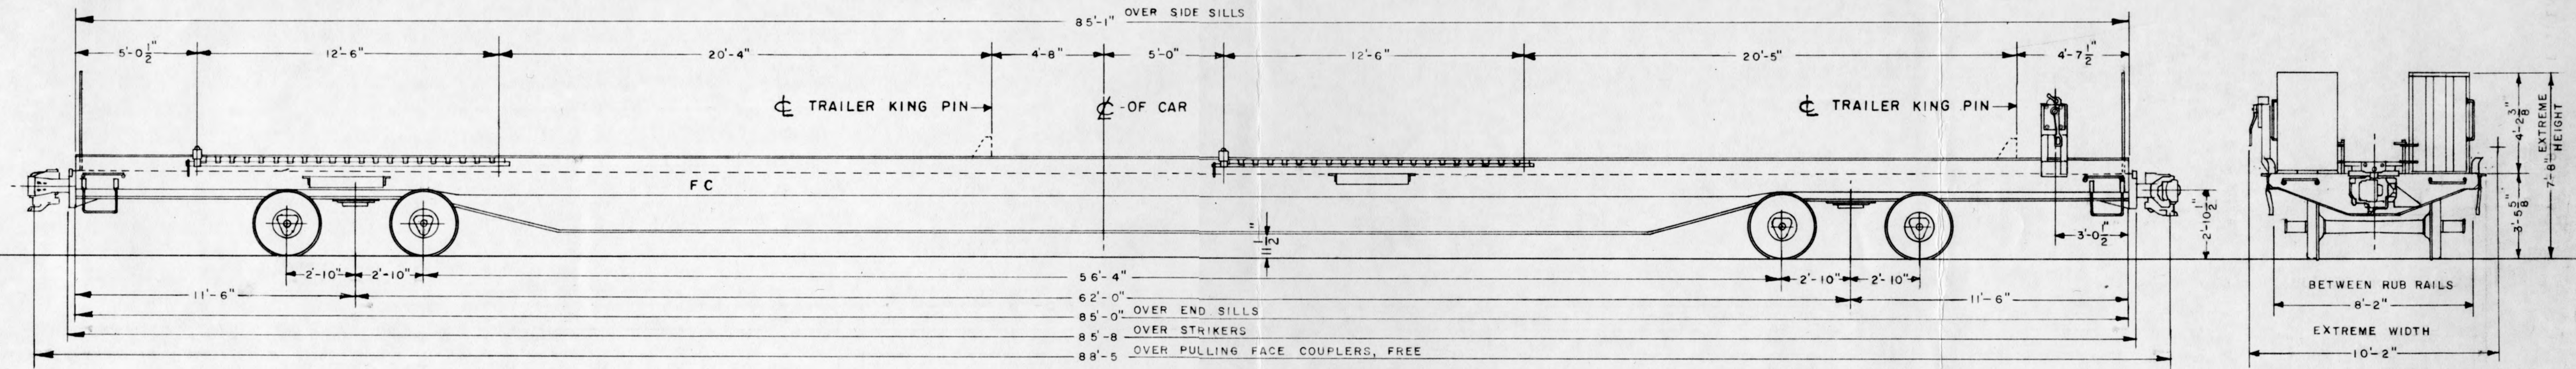 85'-1" OVER SIDE SILLS
5'-0 1/2" 12'-6" 20'-4" 4'-8" 5'-0" 12'-6" 20'-5" 4'-7 1/2"
℄ TRAILER KING PIN ℄ -OF CAR ℄ TRAILER KING PIN
FC
1 1/2"
3'-0 1/2"
2'-10 1/2"
4'-2 3/8"
3'-5 5/8"
7'-8" EXTREME HEIGHT
2'-10" 2'-10" 56'-4" 2'-10" 2'-10"
11'-6" 62'-0" 11'-6"
85'-0" OVER END SILLS
85'-8 OVER STRIKERS
88'-5 OVER PULLING FACE COUPLERS, FREE
BETWEEN RUB RAILS
8'-2"
EXTREME WIDTH
10'-2"